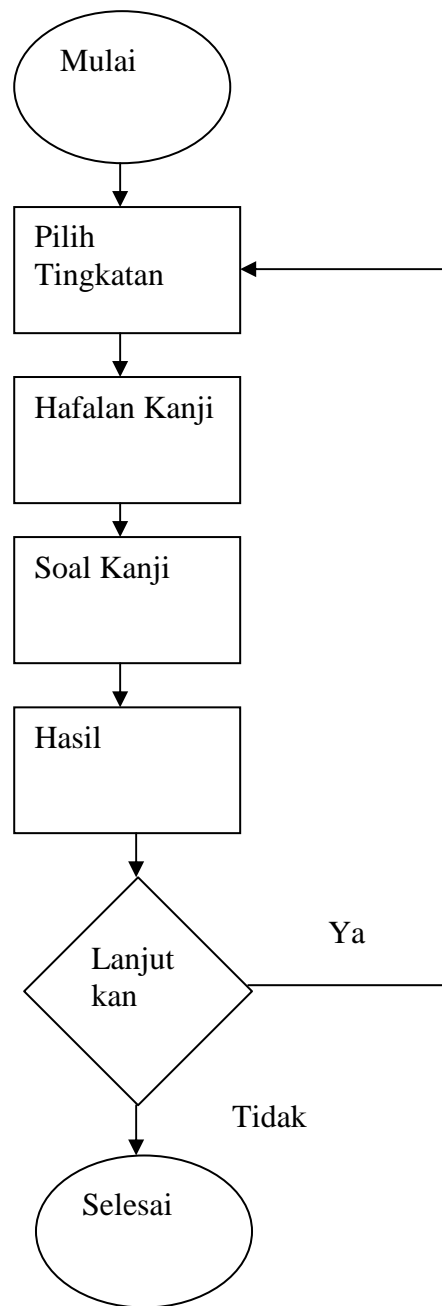 Mulai
Pilih
Tingkatan
Hafalan Kanji
Soal Kanji
Hasil
Lanjut
kan
Ya
Tidak
Selesai